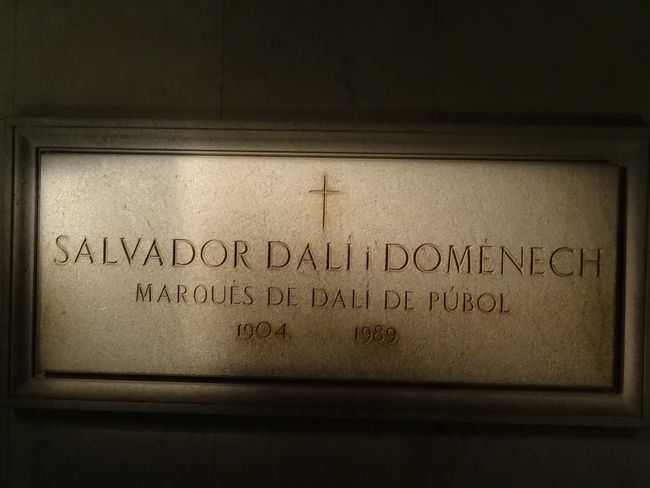 SALVADOR DALÍ i DOMÈNECH
MARQUÈS DE DALÍ DE PÚBOL
1904. 1989.